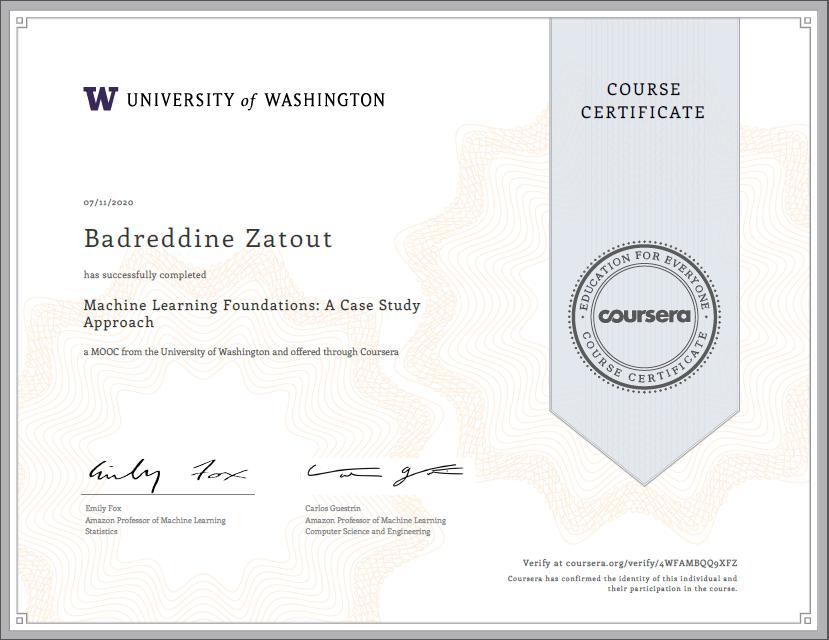 W UNIVERSITY of WASHINGTON
COURSE
CERTIFICATE
07/11/2020
Badreddine Zatout
has successfully completed
Machine Learning Foundations: A Case Study
Approach
a MOOC from the University of Washington and offered through Coursera
EDUCATION FOR EVERYONE
coursera
COURSE CERTIFICATE
Emily Fox
Emily Fox
Amazon Professor of Machine Learning
Statistics
Carlos Guestrin
Amazon Professor of Machine Learning
Computer Science and Engineering
Verify at coursera.org/verify/4WFAMBQQ9XFZ
Coursera has confirmed the identity of this individual and
their participation in the course.